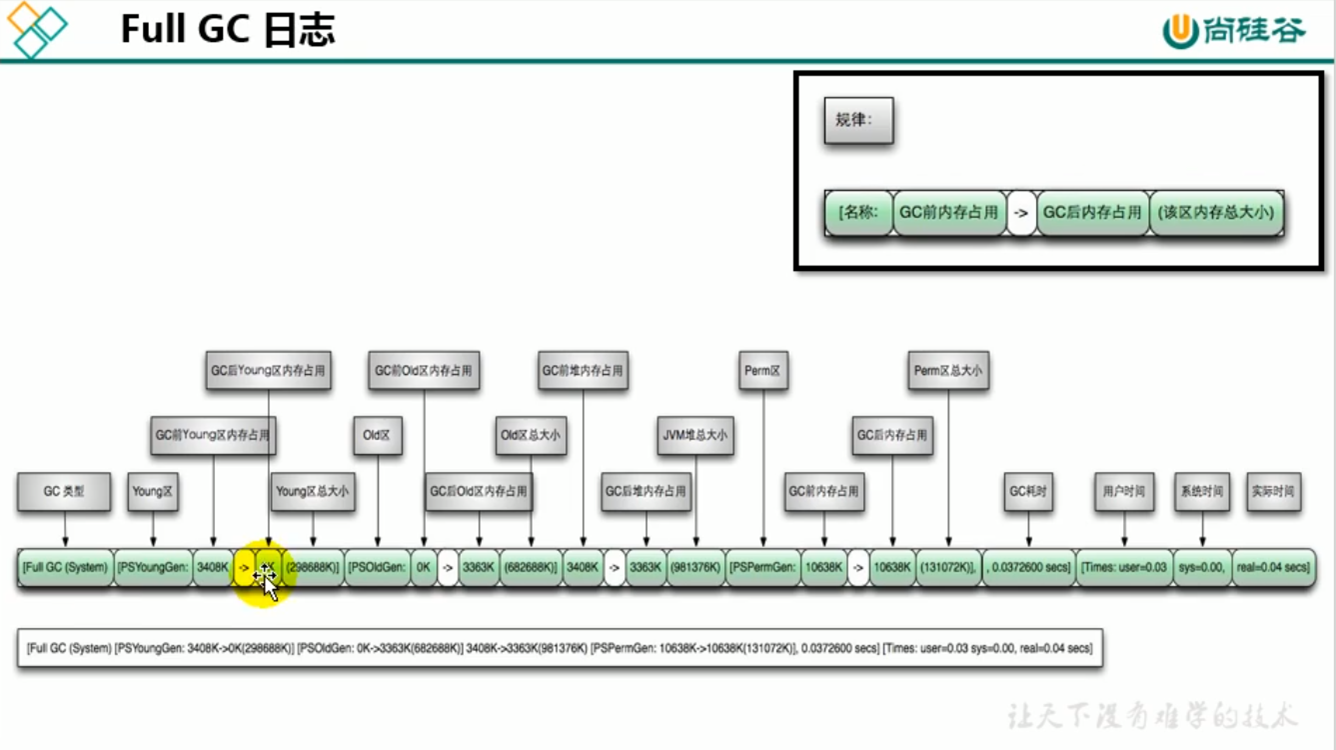 Full GC 日志
尚硅谷
规律：
[名称: GC前内存占用 -> GC后内存占用 (该区内存总大小)
GC后Young区内存占用 GC前Old区内存占用 GC前堆内存占用 Perm区 Perm区总大小
GC前Young区内存占用 Old区 Old区总大小 JVM堆总大小 GC后内存占用
GC 类型 Young区 Young区总大小 GC后Old区内存占用 GC后堆内存占用 GC前内存占用 GC耗时 用户时间 系统时间 实际时间
[Full GC (System) [PSYoungGen: 3408K -> (298688K)] [PSOldGen: 0K -> 3363K (682688K)] 3408K -> 3363K (981376K) [PSPermGen: 10638K -> 10638K (131072K)], , 0.0372600 secs] [Times: user=0.03 sys=0.00, real=0.04 secs]
[Full GC (System) [PSYoungGen: 3408K->0K(298688K)] [PSOldGen: 0K->3363K(682688K)] 3408K->3363K(981376K) [PSPermGen: 10638K->10638K(131072K)], 0.0372600 secs] [Times: user=0.03 sys=0.00, real=0.04 secs]
让天下没有难学的技术